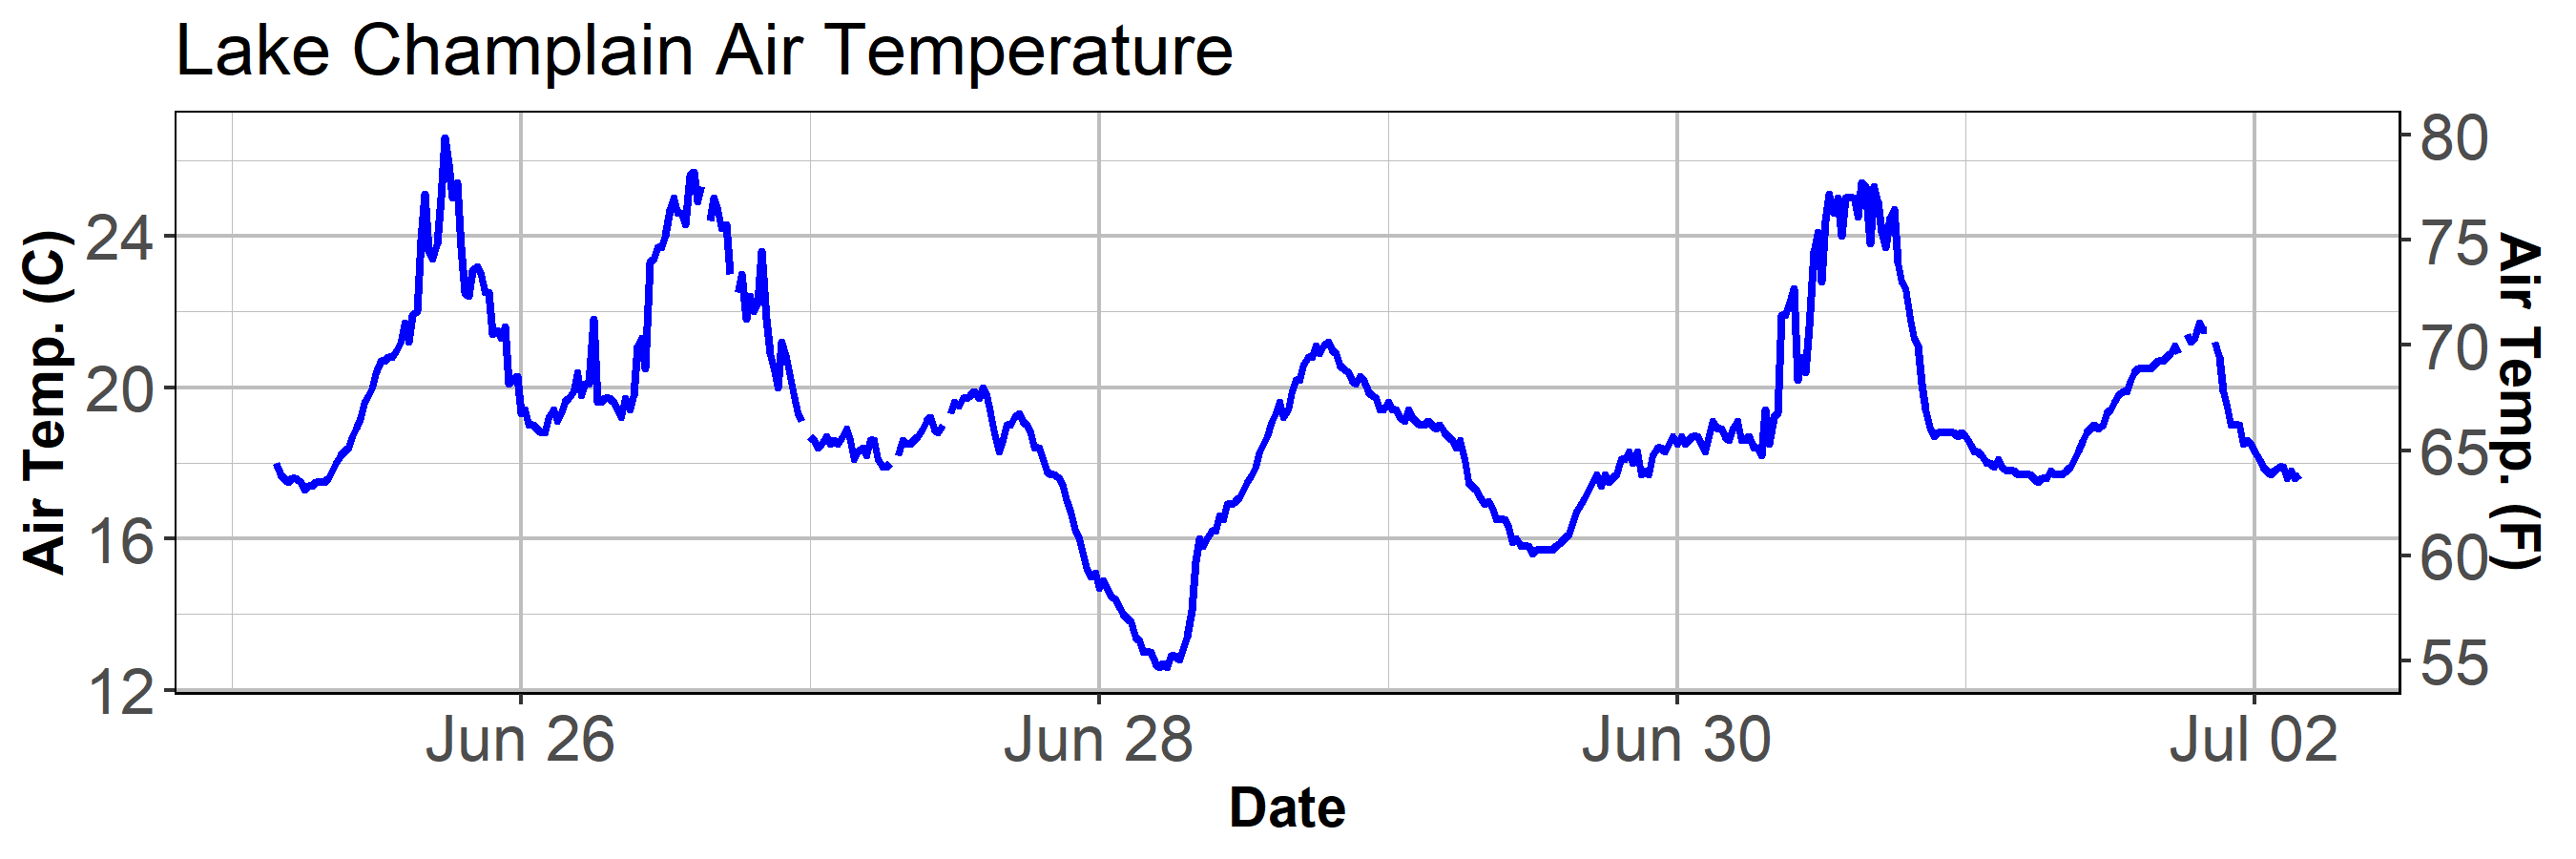 Lake Champlain Air Temperature
Air Temp. (C)
24
20
16
12
80
75
70
65
60
55
Air Temp. (F)
Jun 26
Jun 28
Jun 30
Jul 02
Date